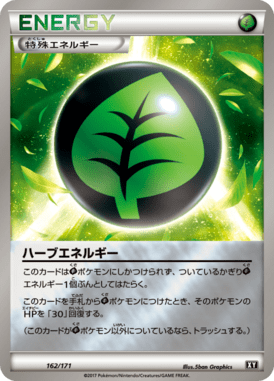 ENERGY
特殊エネルギー
ハーブエネルギー
このカードは草ポケモンにしかつけられず、ついているかぎり草
エネルギー1個ぶんとしてはたらく。
このカードを手札から草ポケモンにつけたとき、そのポケモンの
HPを「30」回復する。
(このカードが草ポケモン以外についているなら、トラッシュする。)
162/171
Illus.5ban Graphics
©2017 Pokémon/Nintendo/Creatures/GAME FREAK.
XY